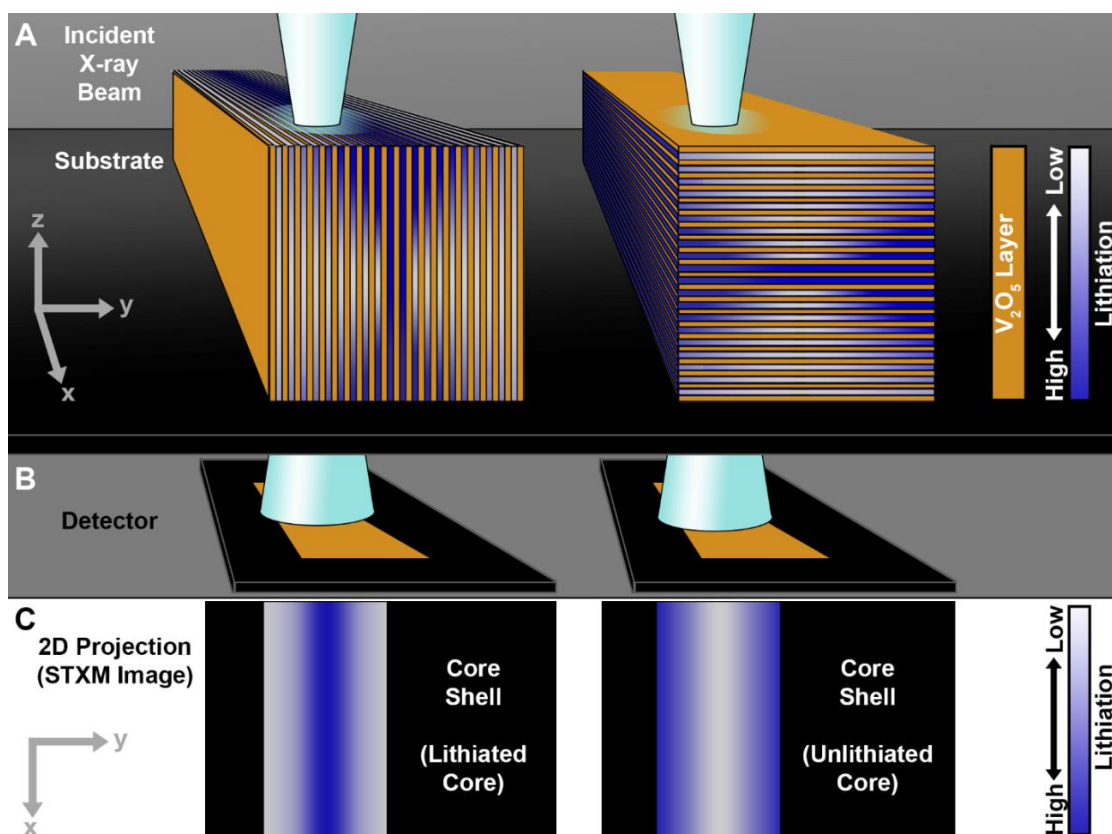 A
Incident
X-ray
Beam
Substrate
z
y
x
V₂O₅ Layer
High
Low
Lithiation
B
Detector
C
2D Projection
(STXM Image)
y
x
Core
Shell
(Lithiated
Core)
Core
Shell
(Unlithiated
Core)
High
Low
Lithiation